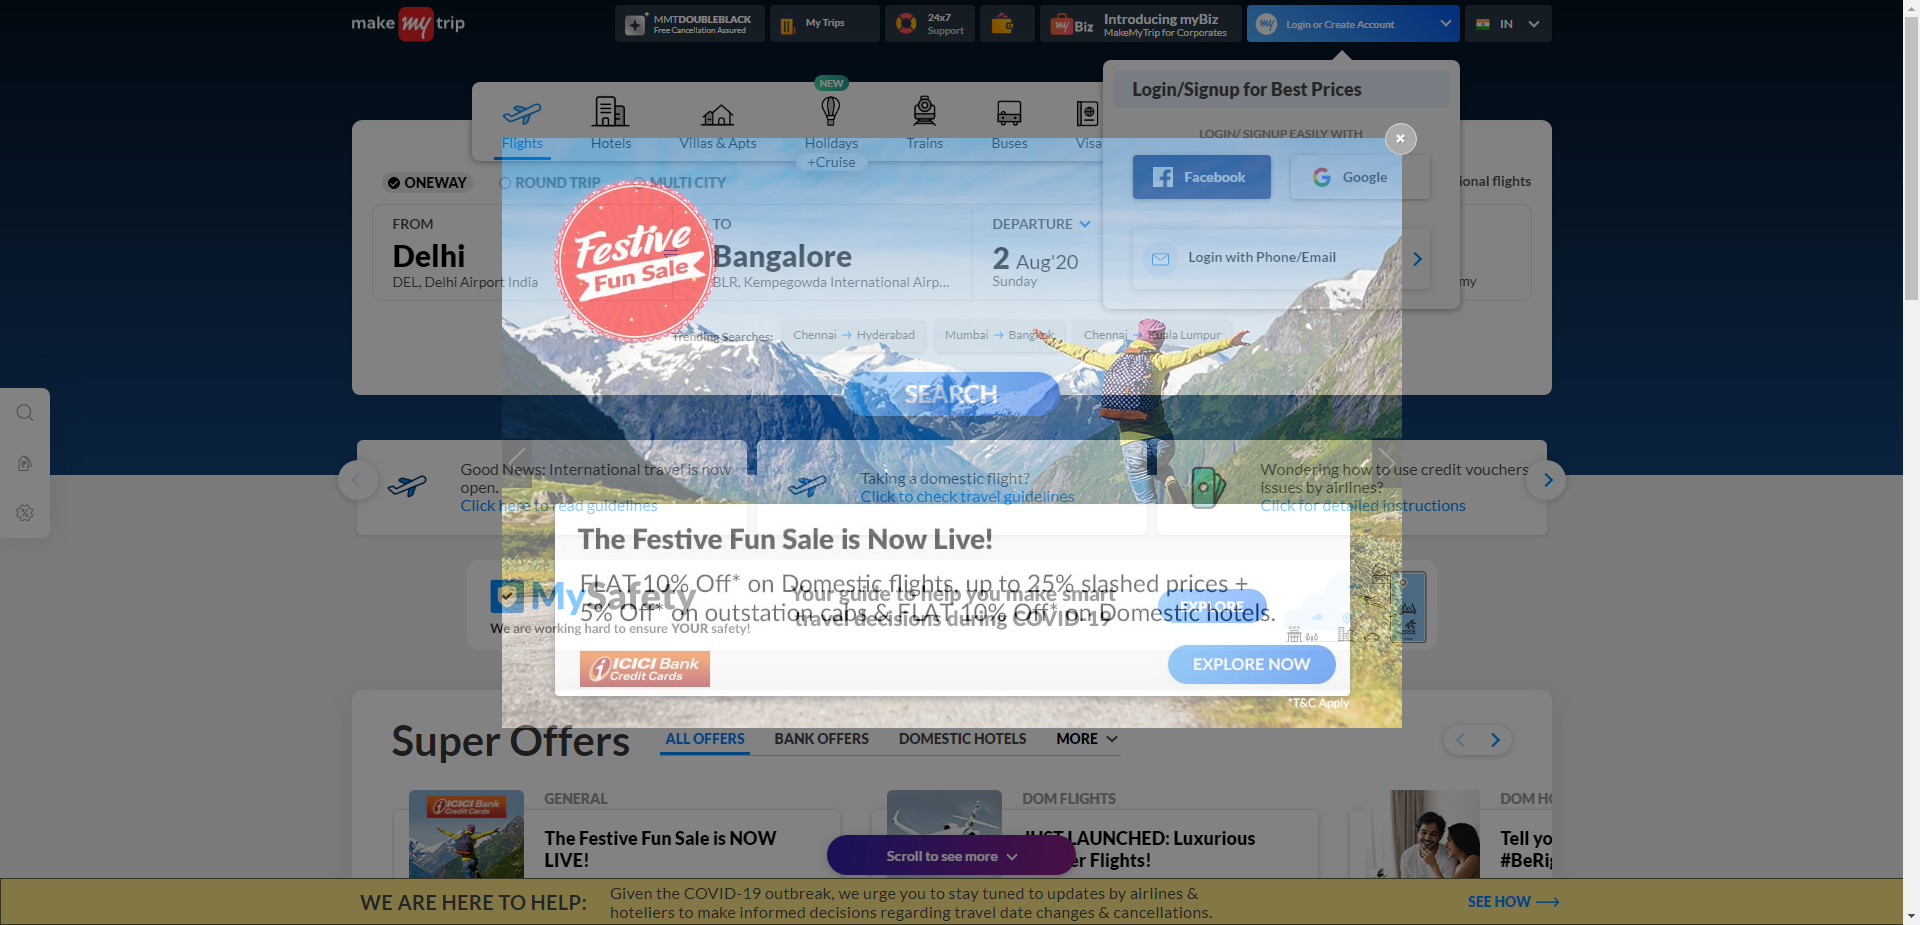 make my trip
MMTDOUBLEBLACK
Free Cancellation Assured
My Trips
24x7
Support
my Biz
Introducing myBiz
MakeMyTrip for Corporates
my
Login or Create Account
IN
Login/Signup for Best Prices
LOGIN/ SIGNUP EASILY WITH
Facebook
Google
Login with Phone/Email
NEW
Flights
Hotels
Villas & Apts
Holidays
+Cruise
Trains
Buses
Visa
ONEWAY
ROUND TRIP
MULTI CITY
ional flights
FROM
Delhi
DEL, Delhi Airport India
TO
Bangalore
BLR, Kempegowda International Airp...
DEPARTURE
2 Aug'20
Sunday
my
Festive
Fun Sale
Trending Searches:
Chennai → Hyderabad
Mumbai → Bangkok
Chennai → Kuala Lumpur
SEARCH
Good News: International travel is now
open.
Click here to read guidelines
Taking a domestic flight?
Click to check travel guidelines
Wondering how to use credit vouchers
issues by airlines?
Click for detailed instructions
The Festive Fun Sale is Now Live!
FLAT 10% Off* on Domestic flights, up to 25% slashed prices +
5% Off* on outstation cabs & FLAT 10% Off* on Domestic hotels.
ICICI Bank
Credit Cards
EXPLORE NOW
*T&C Apply
MySafety
We are working hard to ensure YOUR safety!
Your guide to help you make smart
travel decisions during COVID-19
EXPLORE
Super Offers
ALL OFFERS
BANK OFFERS
DOMESTIC HOTELS
MORE
ICICI Bank
Credit Cards
GENERAL
The Festive Fun Sale is NOW
LIVE!
DOM FLIGHTS
JUST LAUNCHED: Luxurious
er Flights!
DOM HO
Tell yo
#BeRig
Scroll to see more
WE ARE HERE TO HELP:
Given the COVID-19 outbreak, we urge you to stay tuned to updates by airlines &
hoteliers to make informed decisions regarding travel date changes & cancellations.
SEE HOW